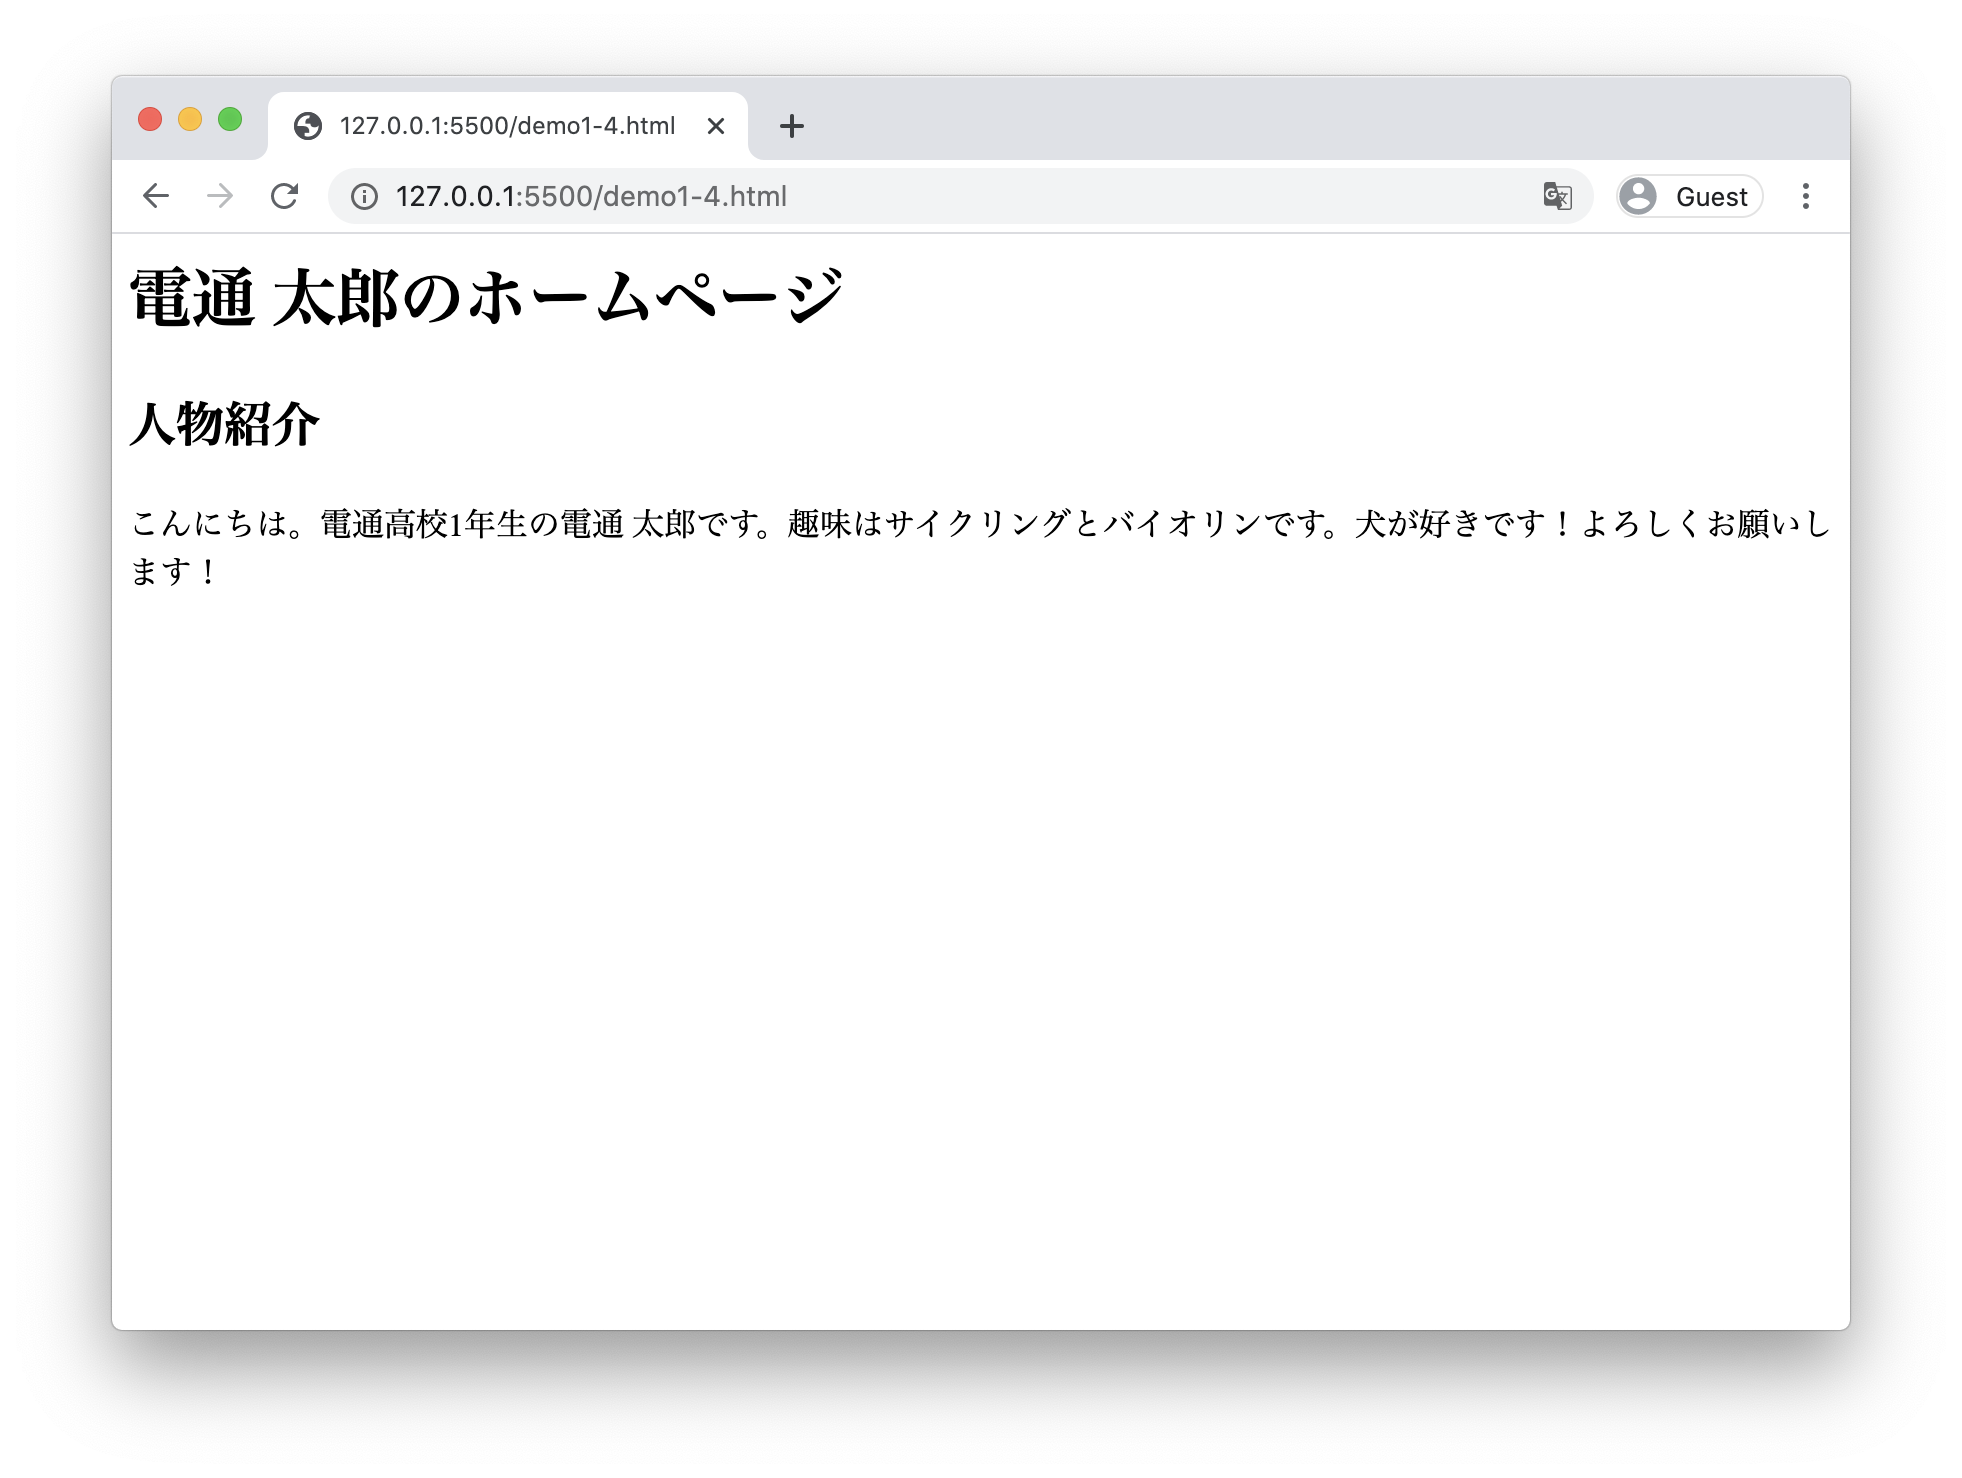 127.0.0.1:5500/demo1-4.html
127.0.0.1:5500/demo1-4.html
Guest
電通 太郎のホームページ
人物紹介
こんにちは。電通高校1年生の電通 太郎です。趣味はサイクリングとバイオリンです。犬が好きです！よろしくお願いし
ます！